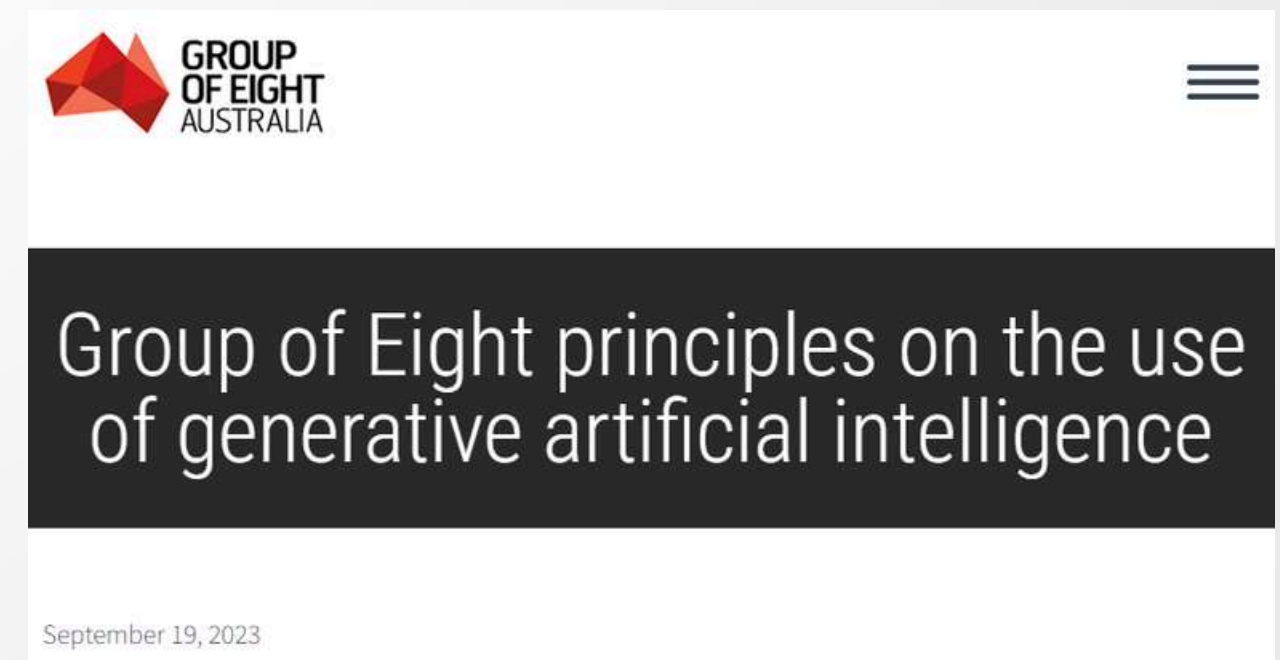 GROUP
OF EIGHT
AUSTRALIA
Group of Eight principles on the use
of generative artificial intelligence
September 19, 2023